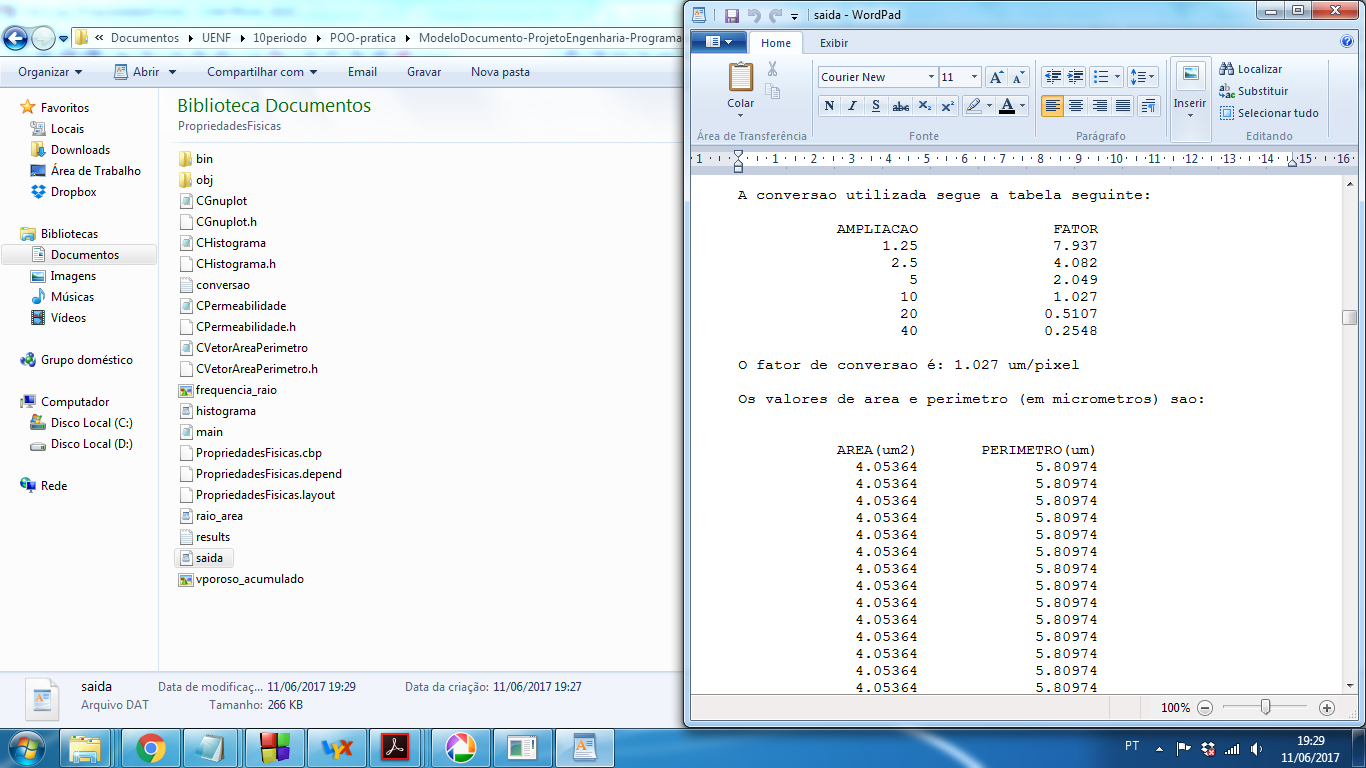 « Documents ▸ UENF ▸ 10periodo ▸ POO-pratica ▸ ModeloDocumento-ProjetoEngenharia-Programa
Organizar Abrir Compartilhar com Email Gravar Nova pasta
Favoritos
Locais
Downloads
Área de Trabalho
Dropbox
Bibliotecas
Documentos
Imagens
Músicas
Vídeos
Grupo doméstico
Computador
Disco Local (C:)
Disco Local (D:)
Rede
Biblioteca Documentos
PropriedadesFisicas
bin
obj
CGnuplot
CGnuplot.h
CHistograma
CHistograma.h
conversao
CPermeabilidade
CPermeabilidade.h
CVetorAreaPerimetro
CVetorAreaPerimetro.h
frequencia_raio
histograma
main
PropriedadesFisicas.cbp
PropriedadesFisicas.depend
PropriedadesFisicas.layout
raio_area
results
saida
vporoso_acumulado
saida Data de modificaç... 11/06/2017 19:29 Data da criação: 11/06/2017 19:27
Arquivo DAT Tamanho: 266 KB
saida - WordPad
Home Exibir
Colar
Área de Transferência
Courier New 11
N I S abc X₂ X² A
Fonte
Parágrafo
Inserir
Localizar
Substituir
Selecionar tudo
Editando
1 1 2 3 4 5 6 7 8 9 10 11 12 13 14 15 16
A conversao utilizada segue a tabela seguinte:
AMPLIACAO FATOR
1.25 7.937
2.5 4.082
5 2.049
10 1.027
20 0.5107
40 0.2548
O fator de conversao é: 1.027 um/pixel
Os valores de area e perimetro (em micrometros) sao:
AREA(um2) PERIMETRO(um)
4.05364 5.80974
4.05364 5.80974
4.05364 5.80974
4.05364 5.80974
4.05364 5.80974
4.05364 5.80974
4.05364 5.80974
4.05364 5.80974
4.05364 5.80974
4.05364 5.80974
4.05364 5.80974
4.05364 5.80974
4.05364 5.80974
4.05364 5.80974
100%
PT 19:29
11/06/2017